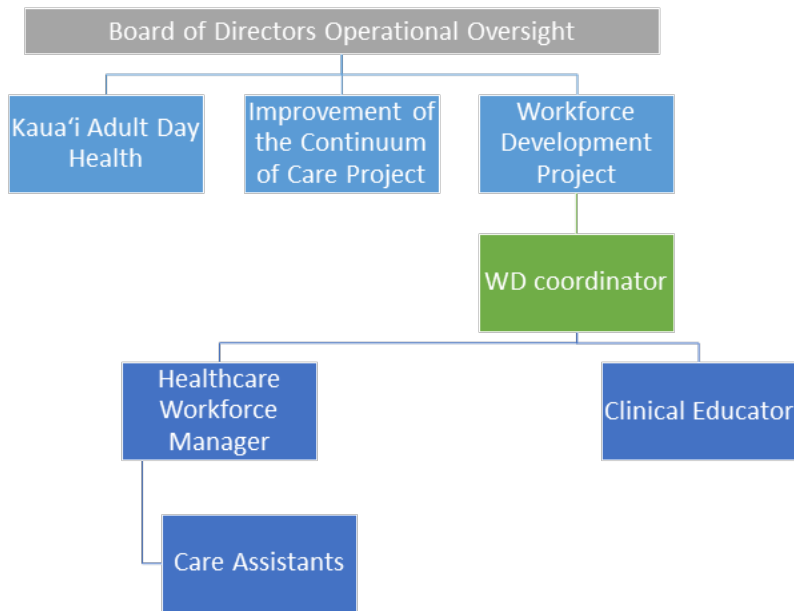 Board of Directors Operational Oversight
Kauaʻi Adult Day
Health
Improvement of
the Continuum
of Care Project
Workforce
Development
Project
WD coordinator
Healthcare
Workforce
Manager
Clinical Educator
Care Assistants